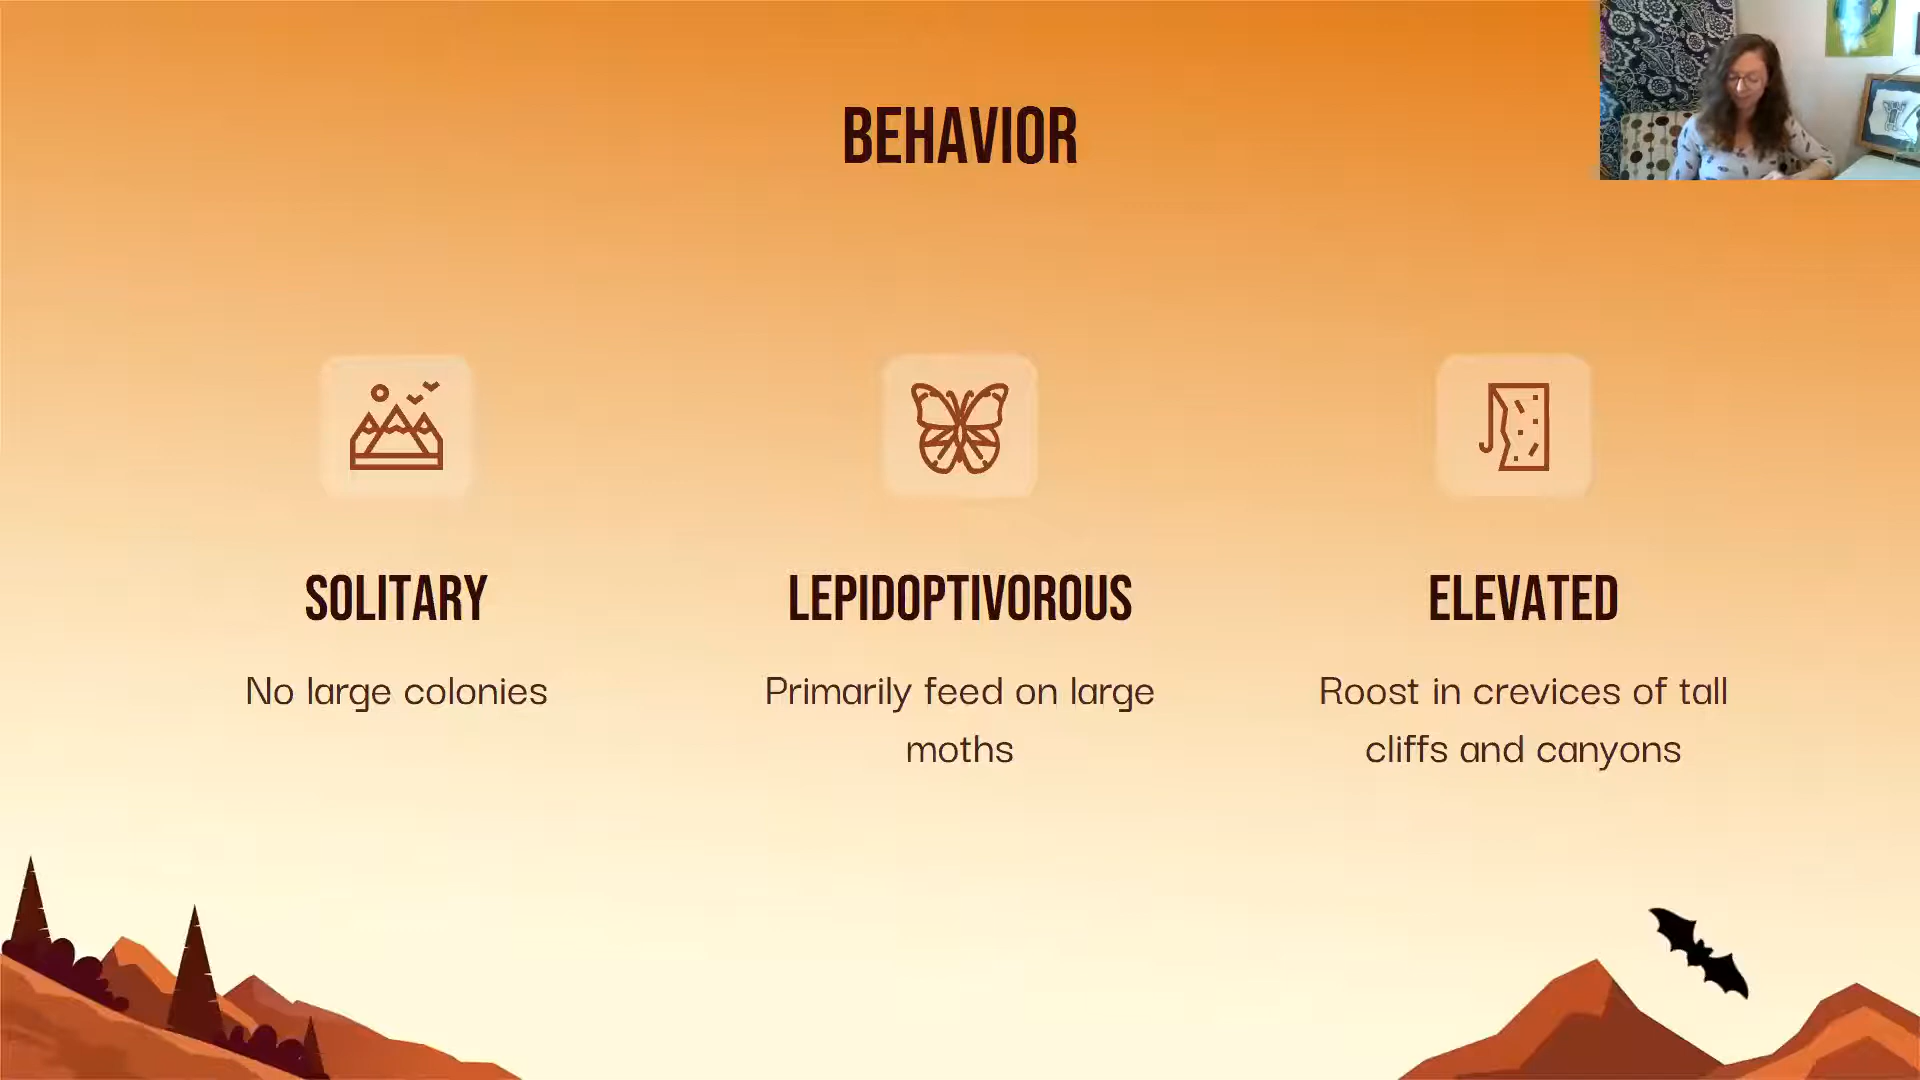 BEHAVIOR
SOLITARY
No large colonies
LEPIDOPTIVOROUS
Primarily feed on large
moths
ELEVATED
Roost in crevices of tall
cliffs and canyons